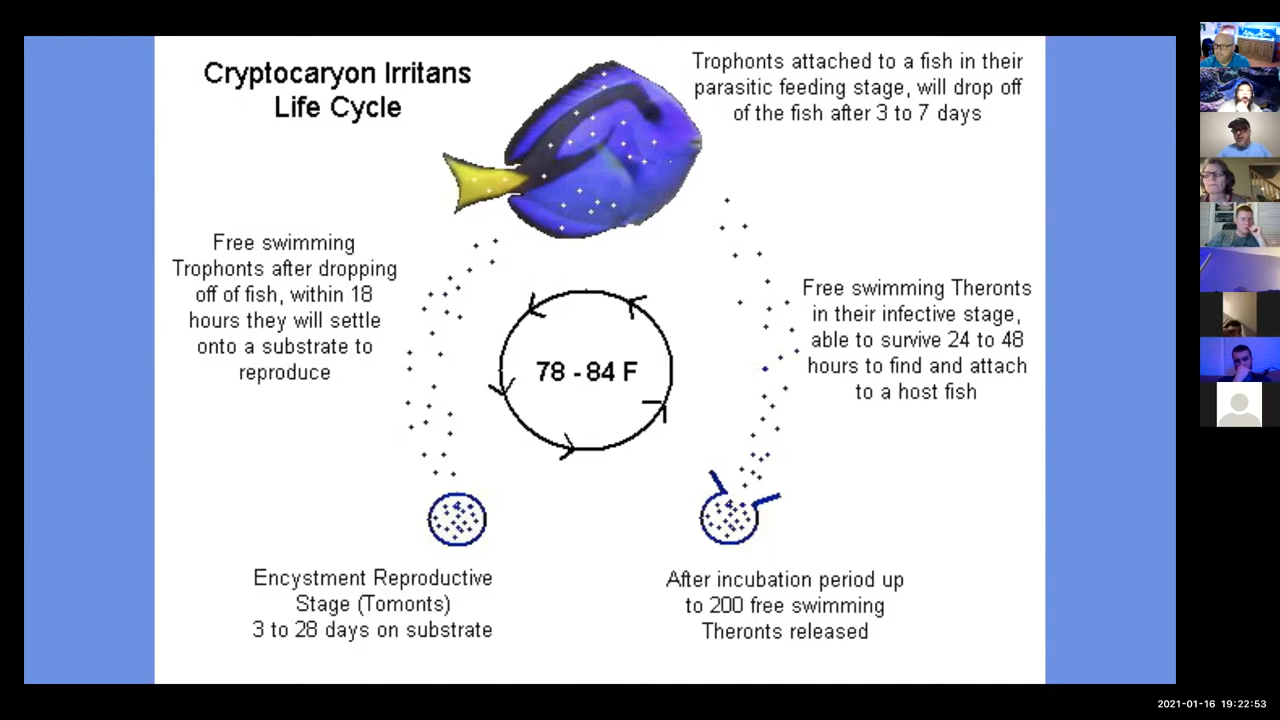 Cryptocaryon Irritans
Life Cycle
Trophonts attached to a fish in their
parasitic feeding stage, will drop off
of the fish after 3 to 7 days
Free swimming
Trophonts after dropping
off of fish, within 18
hours they will settle
onto a substrate to
reproduce
78 - 84 F
Free swimming Theronts
in their infective stage,
able to survive 24 to 48
hours to find and attach
to a host fish
Encystment Reproductive
Stage (Tomonts)
3 to 28 days on substrate
After incubation period up
to 200 free swimming
Theronts released
2021-01-16 19:22:53